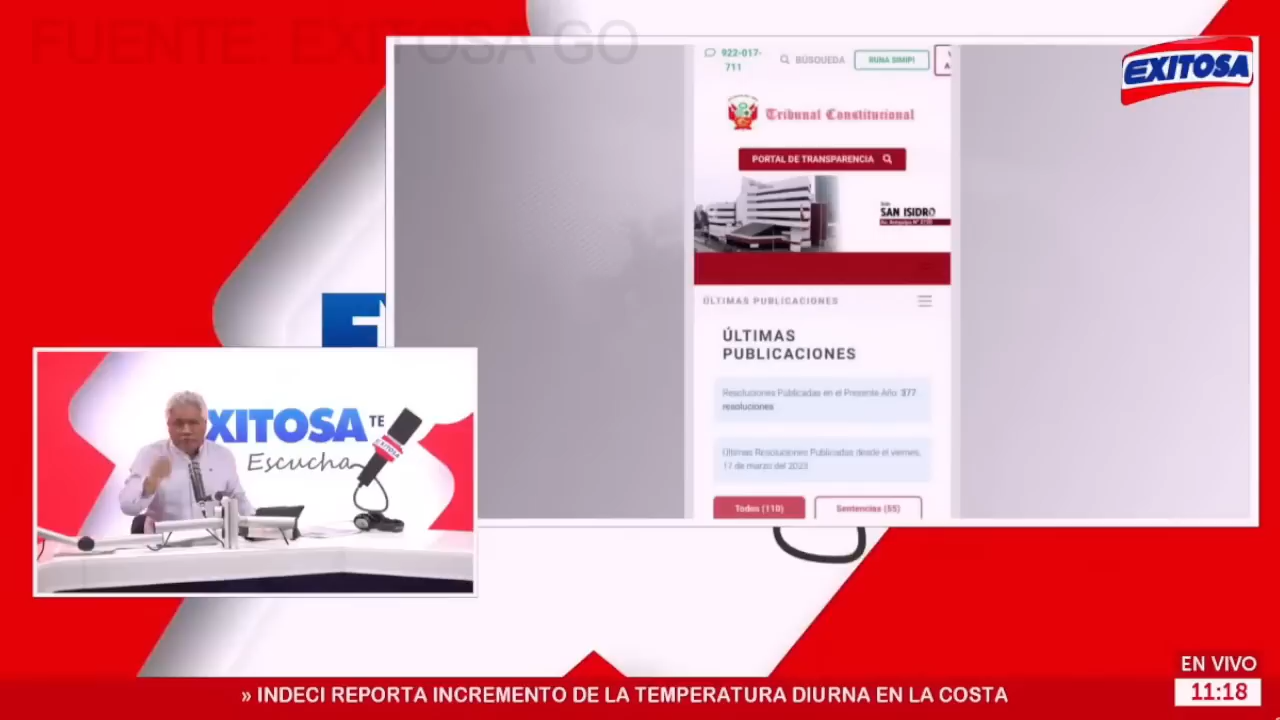 FUENTE: EXITOSA GO
922-017-
711
BÚSQUEDA
RUNA SIMIPI
EXITOSA
Tribunal Constitucional
PORTAL DE TRANSPARENCIA
SAN ISIDRO
ÚLTIMAS PUBLICACIONES
ÚLTIMAS
PUBLICACIONES
Resoluciones Publicadas en el Presente Año: 377
resoluciones
Últimas Resoluciones Publicadas desde el viernes,
17 de marzo del 2023
Todos (110)
Sentencias (55)
XITOSA TE
Escucha
EXITOSA
EN VIVO
11:18
» INDECI REPORTA INCREMENTO DE LA TEMPERATURA DIURNA EN LA COSTA